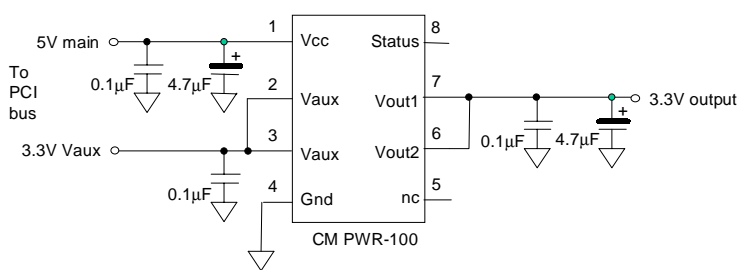 1
8
5V main
Vcc
Status
+
To
PCI
bus
0.1µF
4.7µF
2
7
Vaux
Vout1
3.3V output
+
3
6
3.3V Vaux
Vaux
Vout2
0.1µF
4.7µF
0.1µF
4
5
Gnd
nc
CM PWR-100